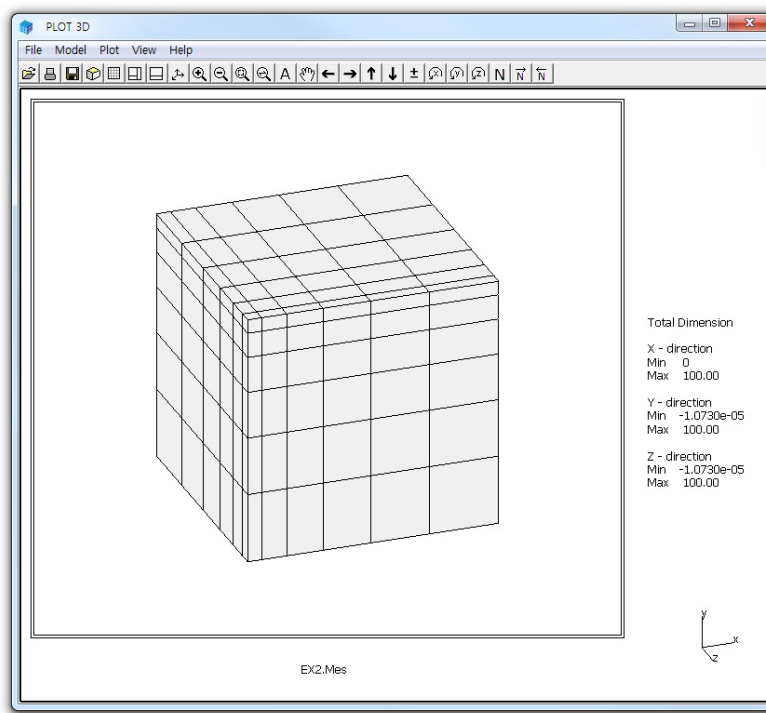 PLOT 3D
File Model Plot View Help
A ± x y z N N N
Total Dimension
X - direction
Min 0
Max 100.00
Y - direction
Min -1.0730e-05
Max 100.00
Z - direction
Min -1.0730e-05
Max 100.00
y
x
z
EX2.Mes